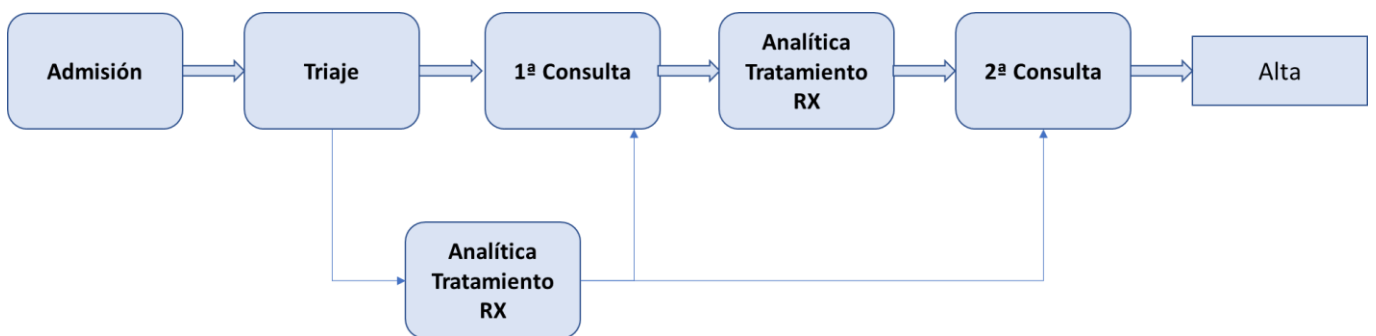 Admisión
Triaje
1ª Consulta
Analítica
Tratamiento
RX
2ª Consulta
Alta
Analítica
Tratamiento
RX